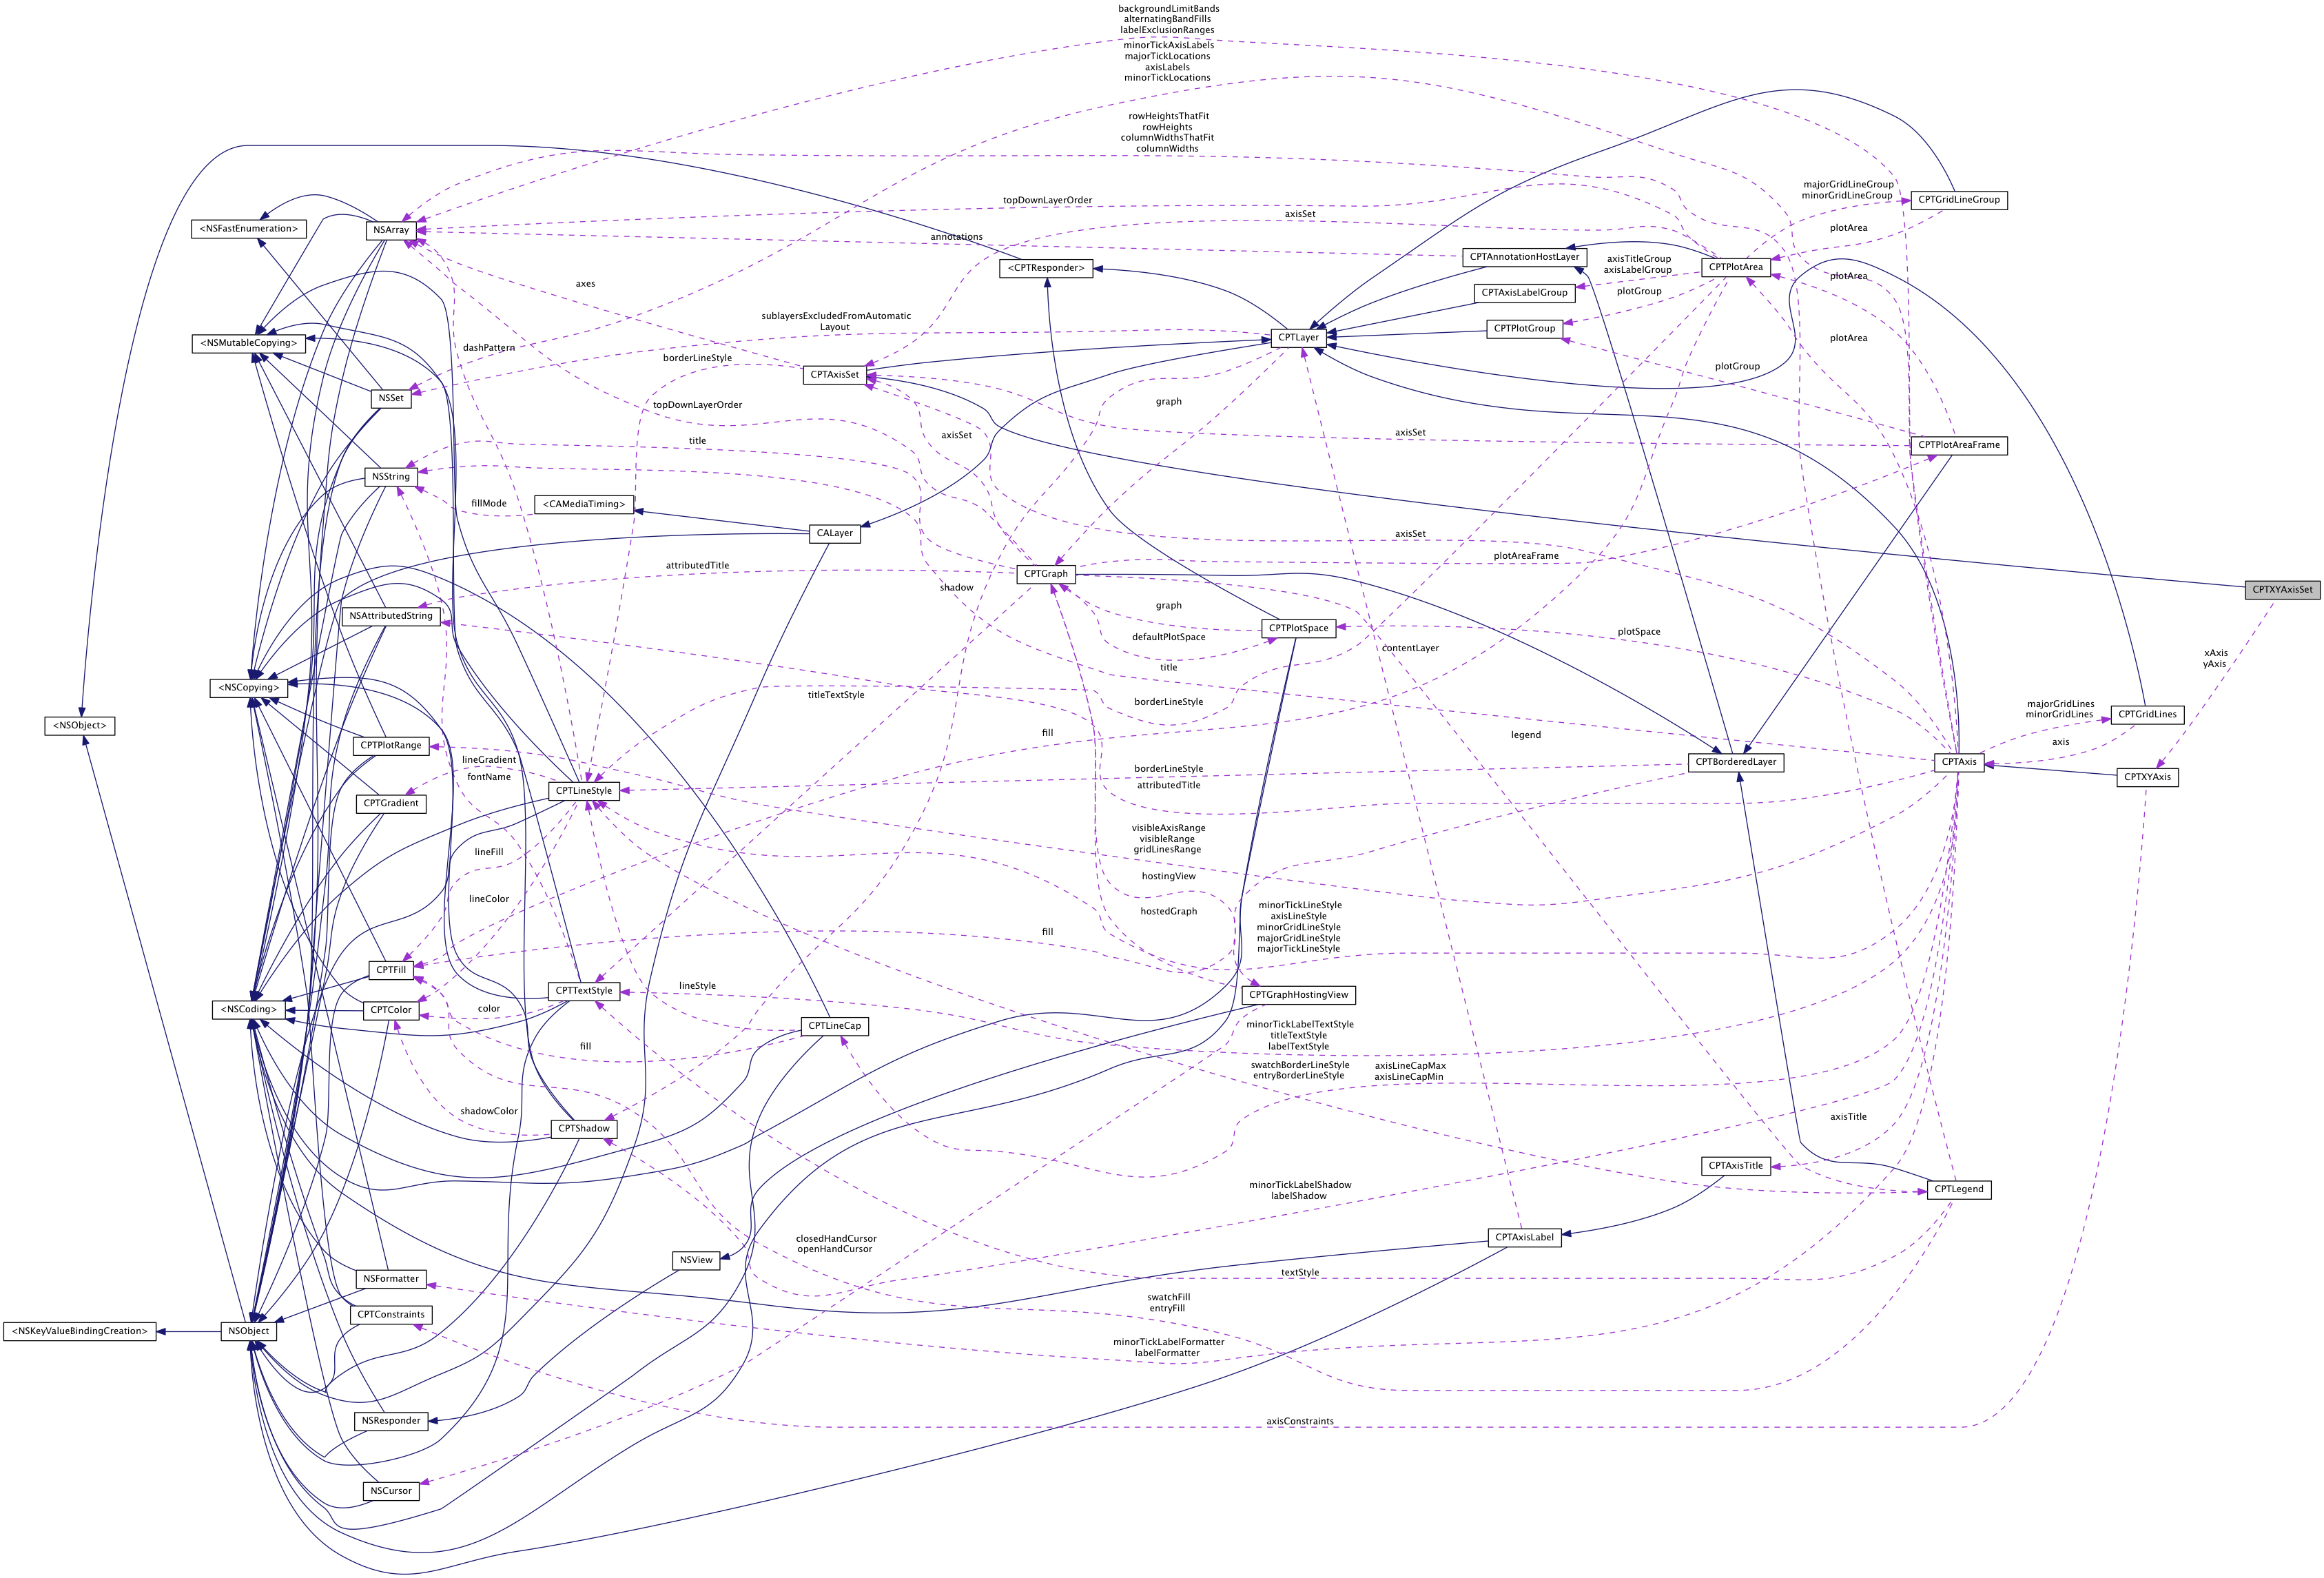 backgroundLimitBands
alternatingBandFills
labelExclusionRanges
minorTickAxisLabels
majorTickLocations
axisLabels
minorTickLocations
rowHeightsThatFit
rowHeights
columnWidthsThatFit
columnWidths
majorGridLineGroup
minorGridLineGroup
CPTGridLineGroup
topDownLayerOrder
axisSet
plotArea
<NSFastEnumeration>
NSArray
annotations
<CPTResponder>
CPTAnnotationHostLayer
axisTitleGroup
axisLabelGroup
CPTPlotArea
plotArea
axes
CPTAxisLabelGroup
plotGroup
sublayersExcludedFromAutomatic
Layout
CPTPlotGroup
CPTLayer
plotArea
<NSMutableCopying>
dashPattern
borderLineStyle
CPTAxisSet
plotGroup
NSSet
topDownLayerOrder
graph
axisSet
axisSet
title
CPTPlotAreaFrame
NSString
fillMode
<CAMediaTiming>
CALayer
axisSet
plotAreaFrame
attributedTitle
CPTGraph
shadow
CPTXYAxisSet
NSAttributedString
graph
CPTPlotSpace
defaultPlotSpace
plotSpace
contentLayer
title
xAxis
yAxis
<NSCopying>
titleTextStyle
borderLineStyle
majorGridLines
minorGridLines
CPTGridLines
<NSObject>
fill
legend
axis
CPTPlotRange
lineGradient
fontName
CPTBorderedLayer
CPTAxis
borderLineStyle
attributedTitle
CPTXYAxis
CPTGradient
CPTLineStyle
visibleAxisRange
visibleRange
gridLinesRange
lineFill
hostingView
lineColor
hostedGraph
minorTickLineStyle
axisLineStyle
minorGridLineStyle
majorGridLineStyle
majorTickLineStyle
fill
CPTFill
lineStyle
CPTTextStyle
CPTGraphHostingView
<NSCoding>
CPTColor
color
CPTLineCap
minorTickLabelTextStyle
titleTextStyle
labelTextStyle
fill
swatchBorderLineStyle
entryBorderLineStyle
axisLineCapMax
axisLineCapMin
shadowColor
CPTShadow
axisTitle
CPTAxisTitle
minorTickLabelShadow
labelShadow
CPTLegend
closedHandCursor
openHandCursor
CPTAxisLabel
NSView
textStyle
NSFormatter
swatchFill
entryFill
CPTConstraints
<NSKeyValueBindingCreation>
NSObject
minorTickLabelFormatter
labelFormatter
NSResponder
axisConstraints
NSCursor